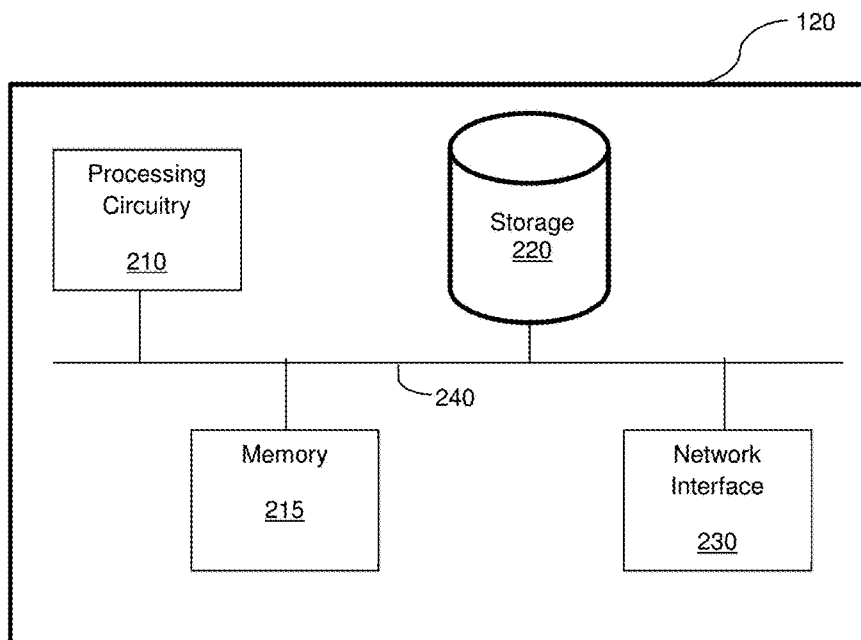 120
Processing
Circuitry
210
Storage
220
240
Memory
215
Network
Interface
230